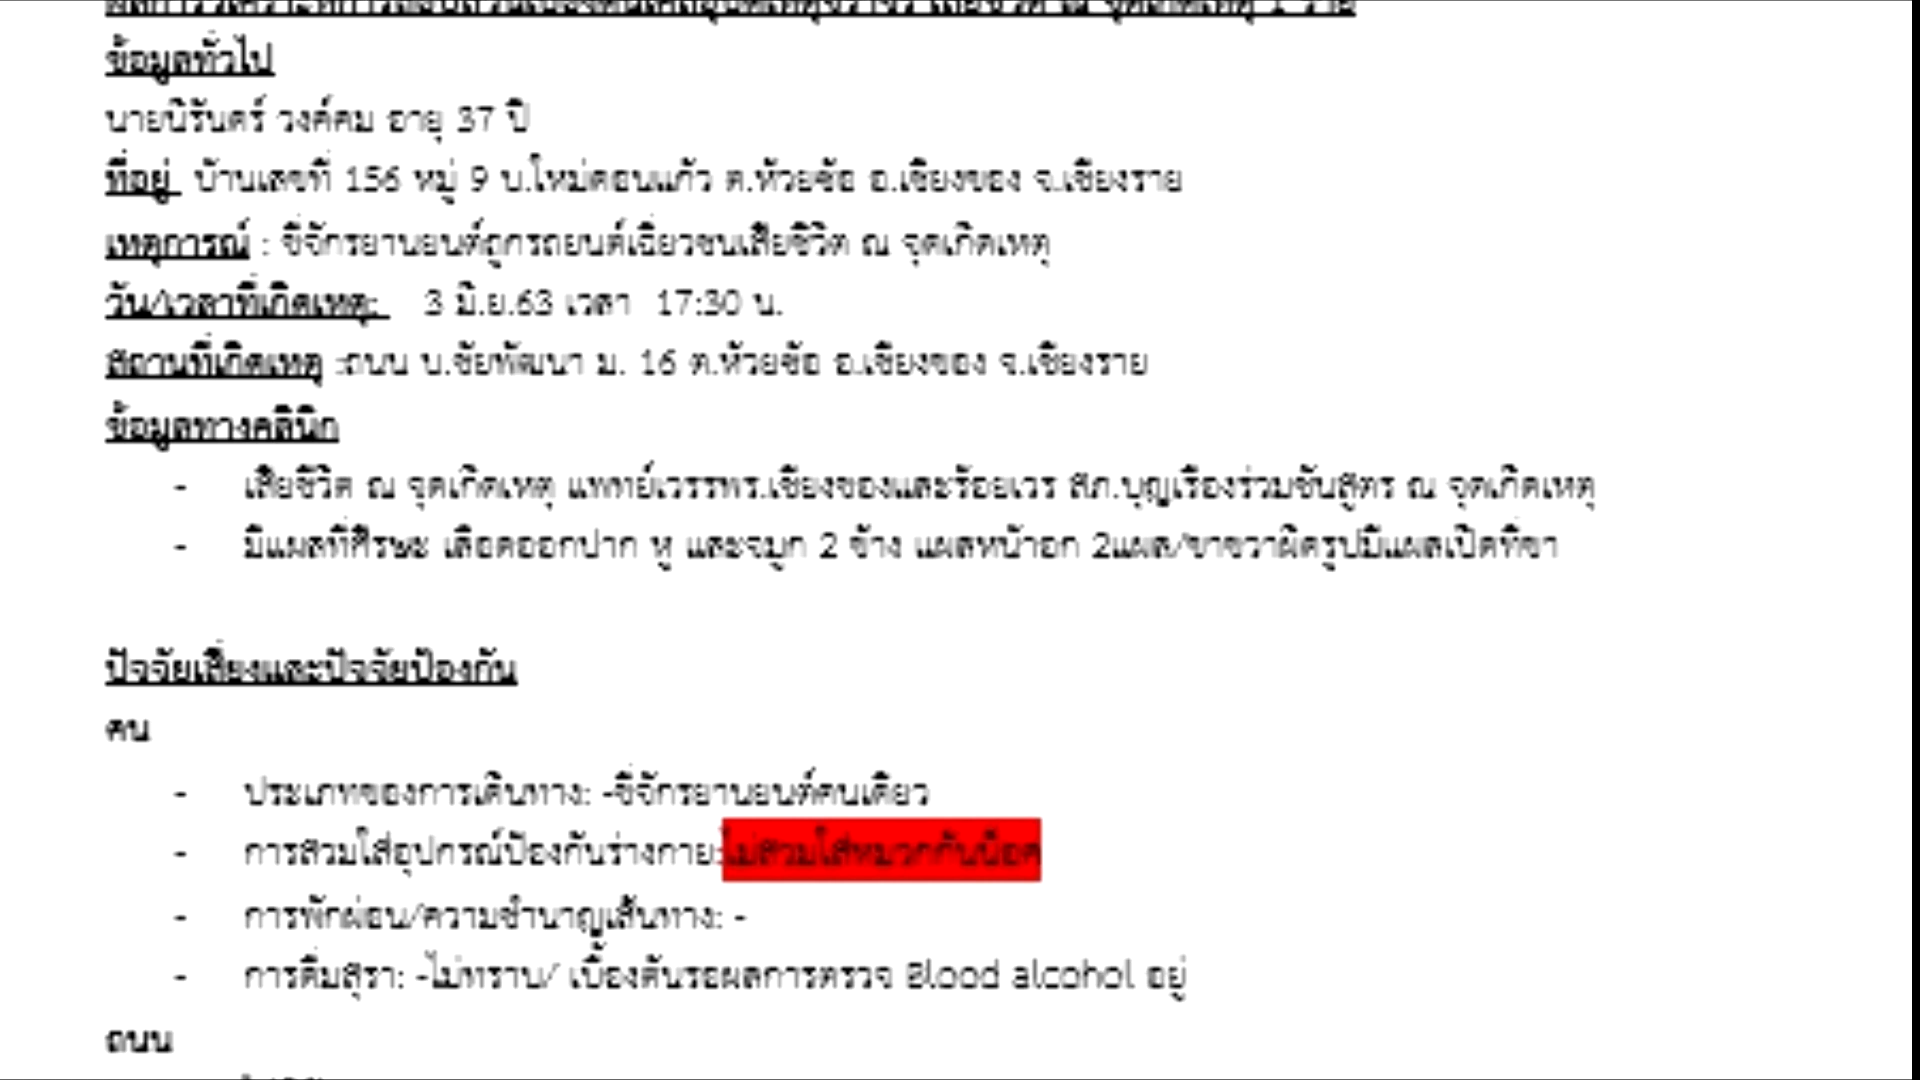 ข้อมูลทั่วไป
นายนิรันดร์ วงค์คม อายุ 37 ปี
ที่อยู่ บ้านเลขที่ 156 หมู่ 9 บ.ใหม่ดอนแก้ว ต.ห้วยซ้อ อ.เชียงของ จ.เชียงราย
เหตุการณ์ : ขี่จักรยานยนต์ถูกรถยนต์เฉี่ยวชนเสียชีวิต ณ จุดเกิดเหตุ
วัน/เวลาที่เกิดเหตุ: 3 มิ.ย.63 เวลา 17:30 น.
สถานที่เกิดเหตุ :ถนน บ.ชัยพัฒนา ม. 16 ต.ห้วยซ้อ อ.เชียงของ จ.เชียงราย
ข้อมูลทางคลินิก
- เสียชีวิต ณ จุดเกิดเหตุ แพทย์เวรรพร.เชียงของและร้อยเวร สภ.บุญเรืองร่วมชันสูตร ณ จุดเกิดเหตุ
- มีแผลที่ศีรษะ เลือดออกปาก หู และจมูก 2 ข้าง แผลหน้าอก 2แผล/ขาขวาผิดรูปมีแผลเปิดที่ขา
ปัจจัยเสี่ยงและปัจจัยป้องกัน
คน
- ประเภทของการเดินทาง: -ขี่จักรยานยนต์คนเดียว
- การสวมใส่อุปกรณ์ป้องกันร่างกาย:ไม่สวมใส่หมวกกันน็อค
- การพักผ่อน/ความชำนาญเส้นทาง: -
- การดื่มสุรา: -ไม่ทราบ/ เบื้องต้นรอผลการตรวจ Blood alcohol อยู่
ถนน